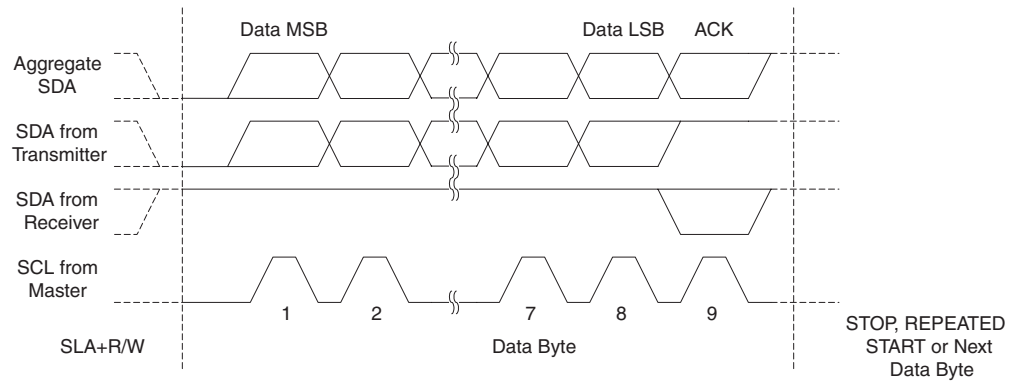 Data MSB
Data LSB
ACK
Aggregate
SDA
SDA from
Transmitter
SDA from
Receiver
SCL from
Master
1
2
7
8
9
SLA+R/W
Data Byte
STOP, REPEATED
START or Next
Data Byte